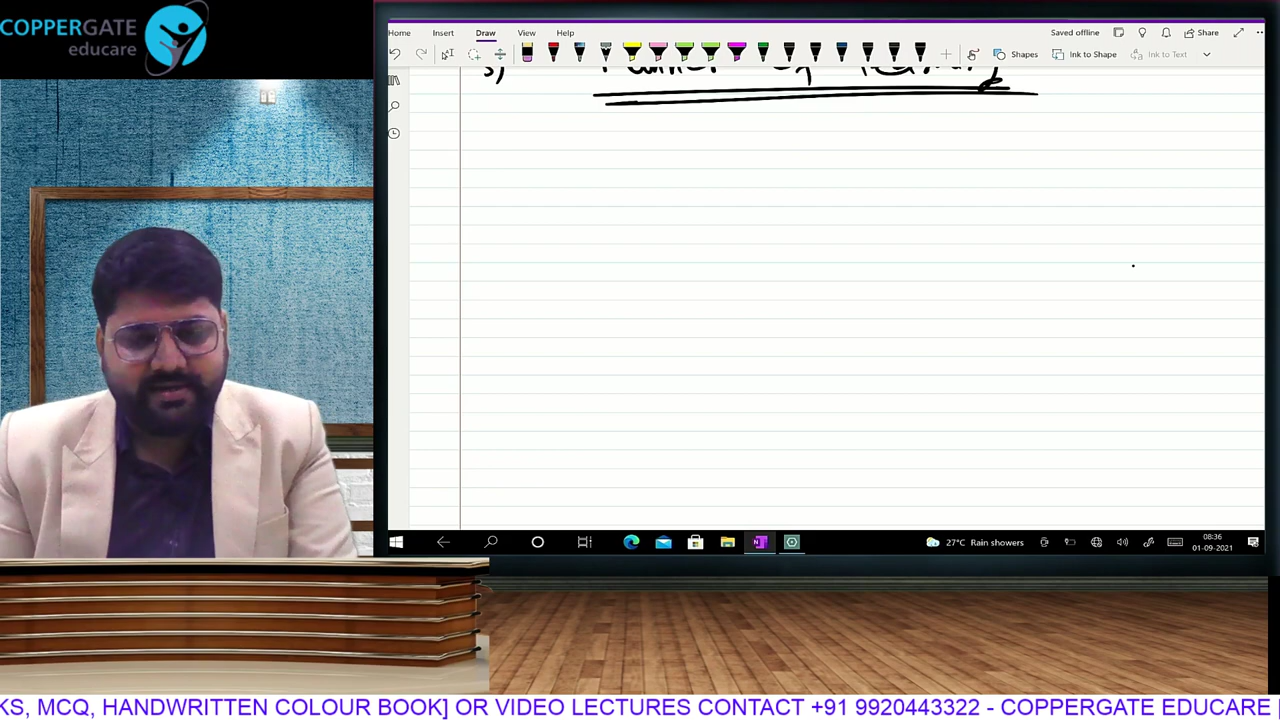 COPPERGATE
educare
Home Insert Draw View Help
Saved offline
Share
Shapes
Ink to Shape
Ink to Text
N
27°C Rain showers
08:36
01-09-2021
KS, MCQ, HANDWRITTEN COLOUR BOOK] OR VIDEO LECTURES CONTACT +91 9920443322 - COPPERGATE EDUCARE